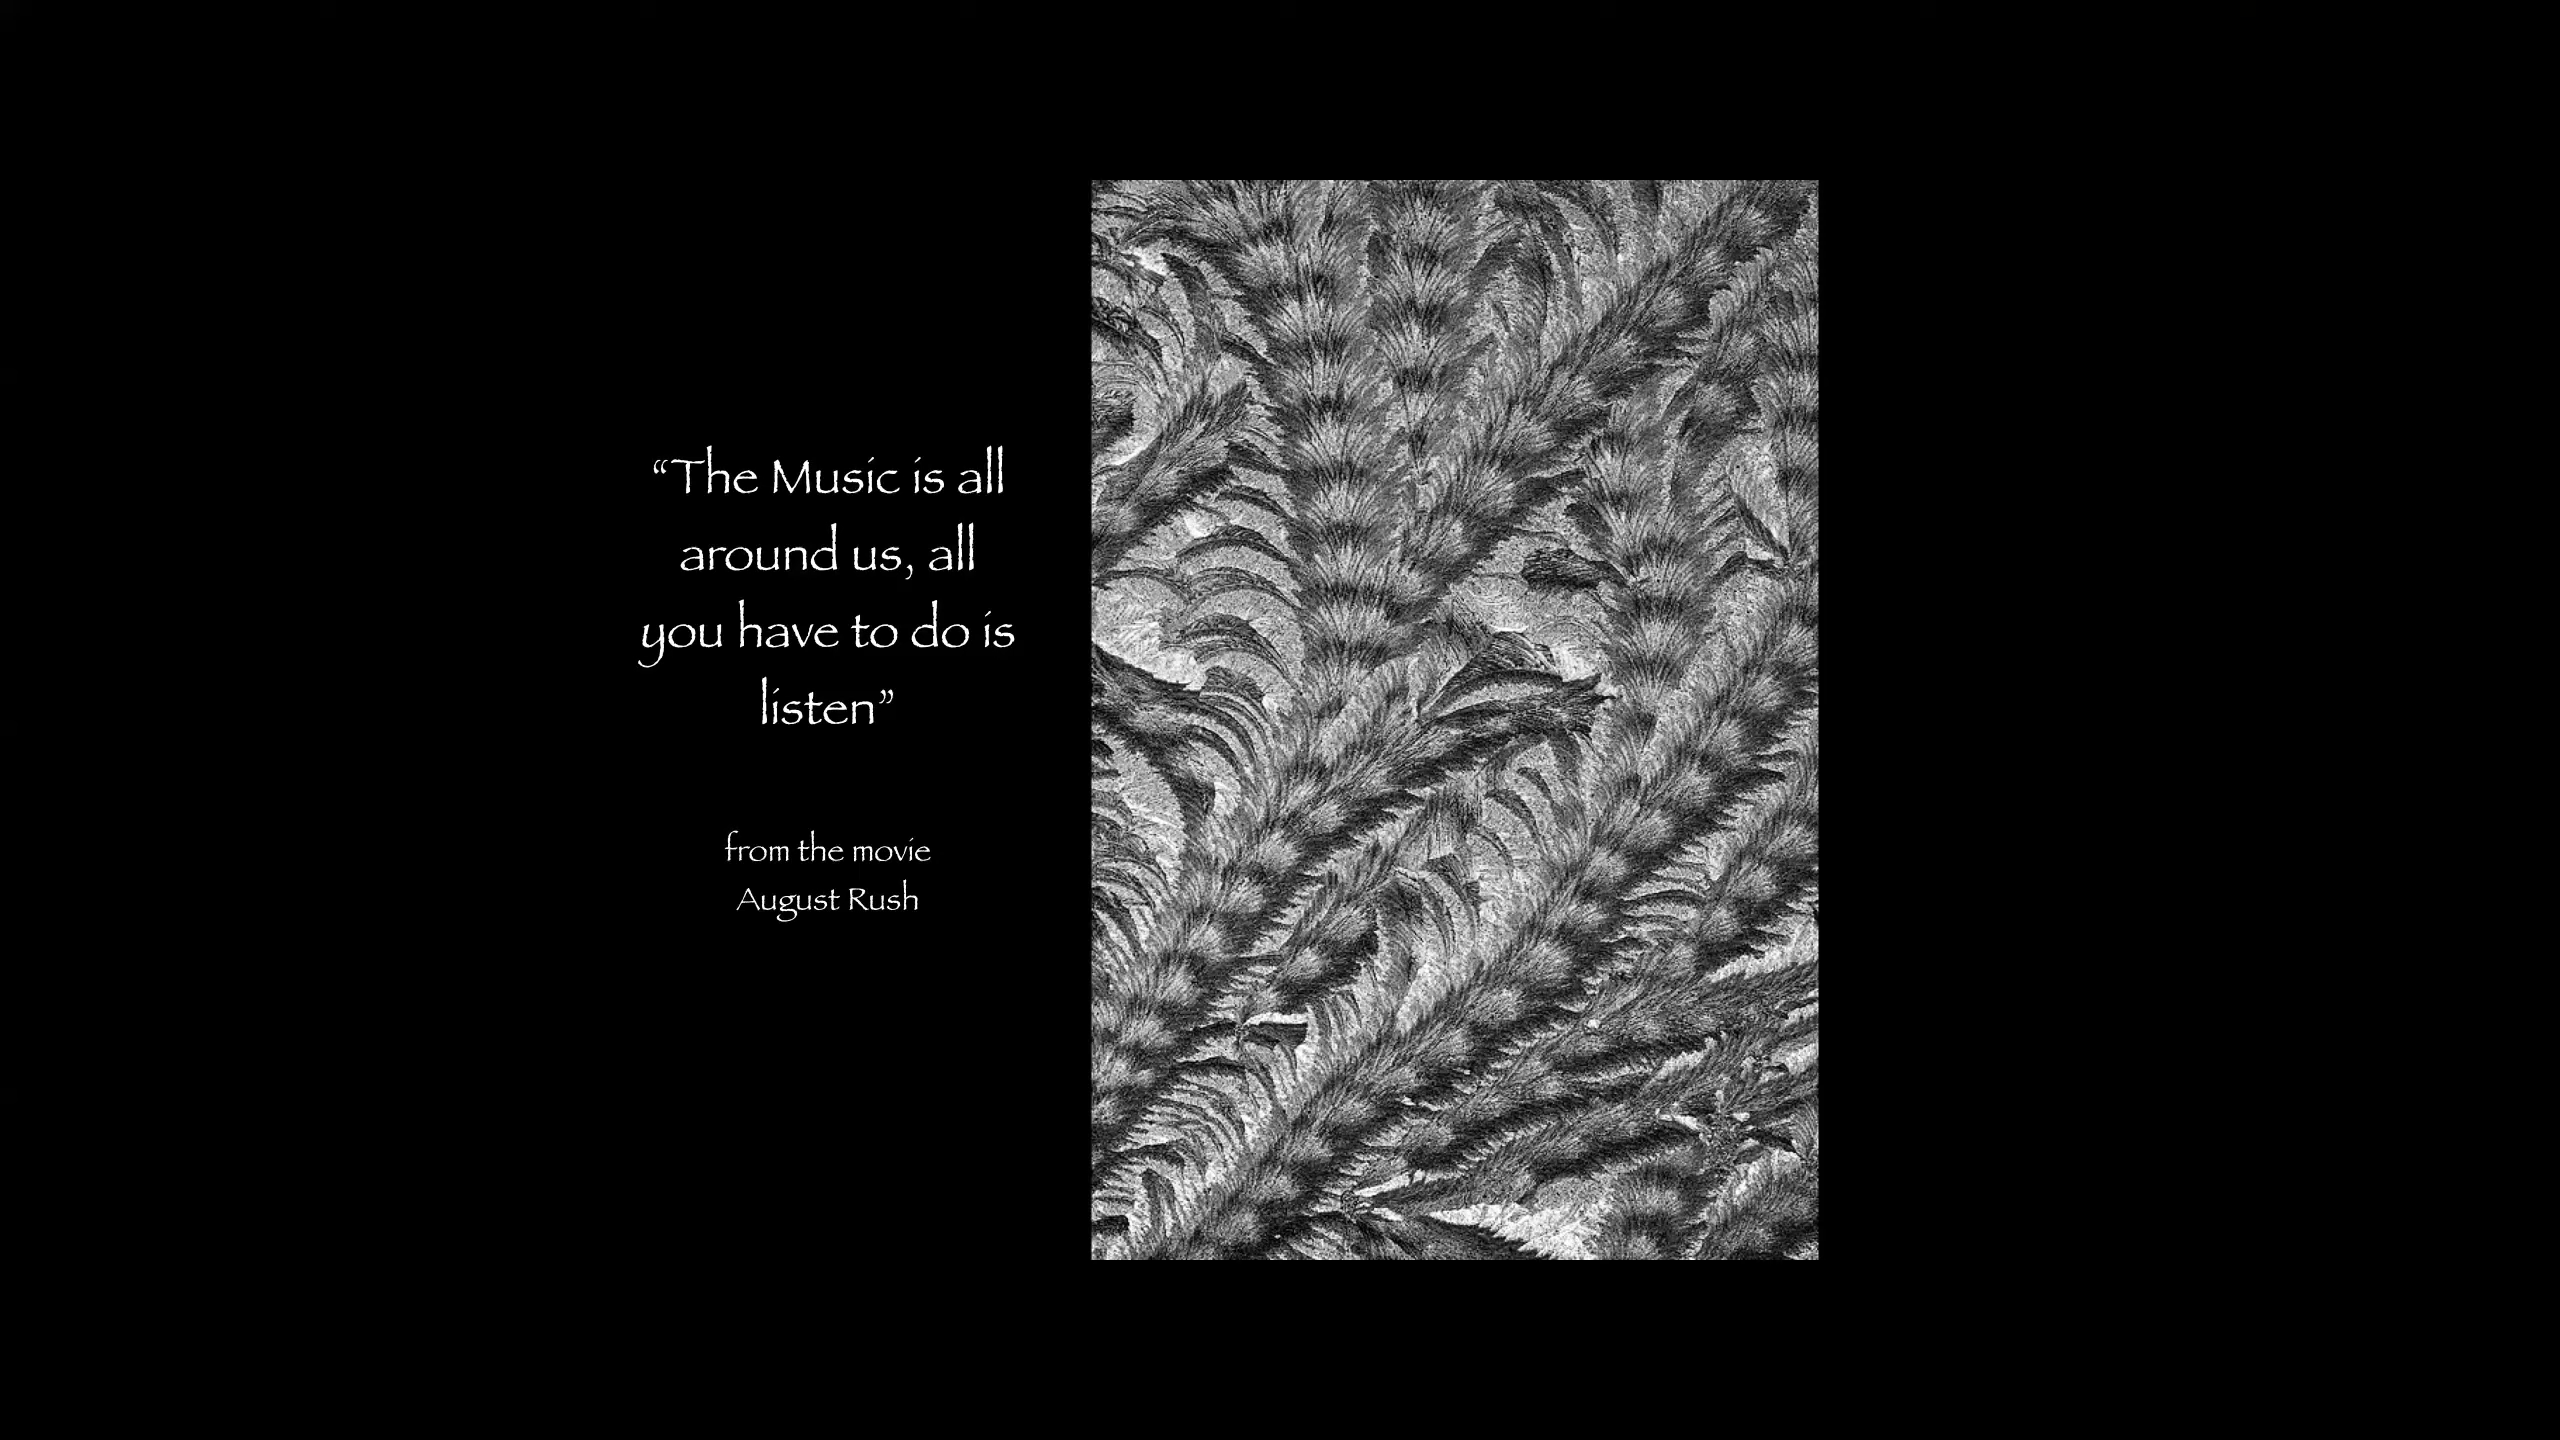 “The Music is all
around us, all
you have to do is
listen”
from the movie
August Rush